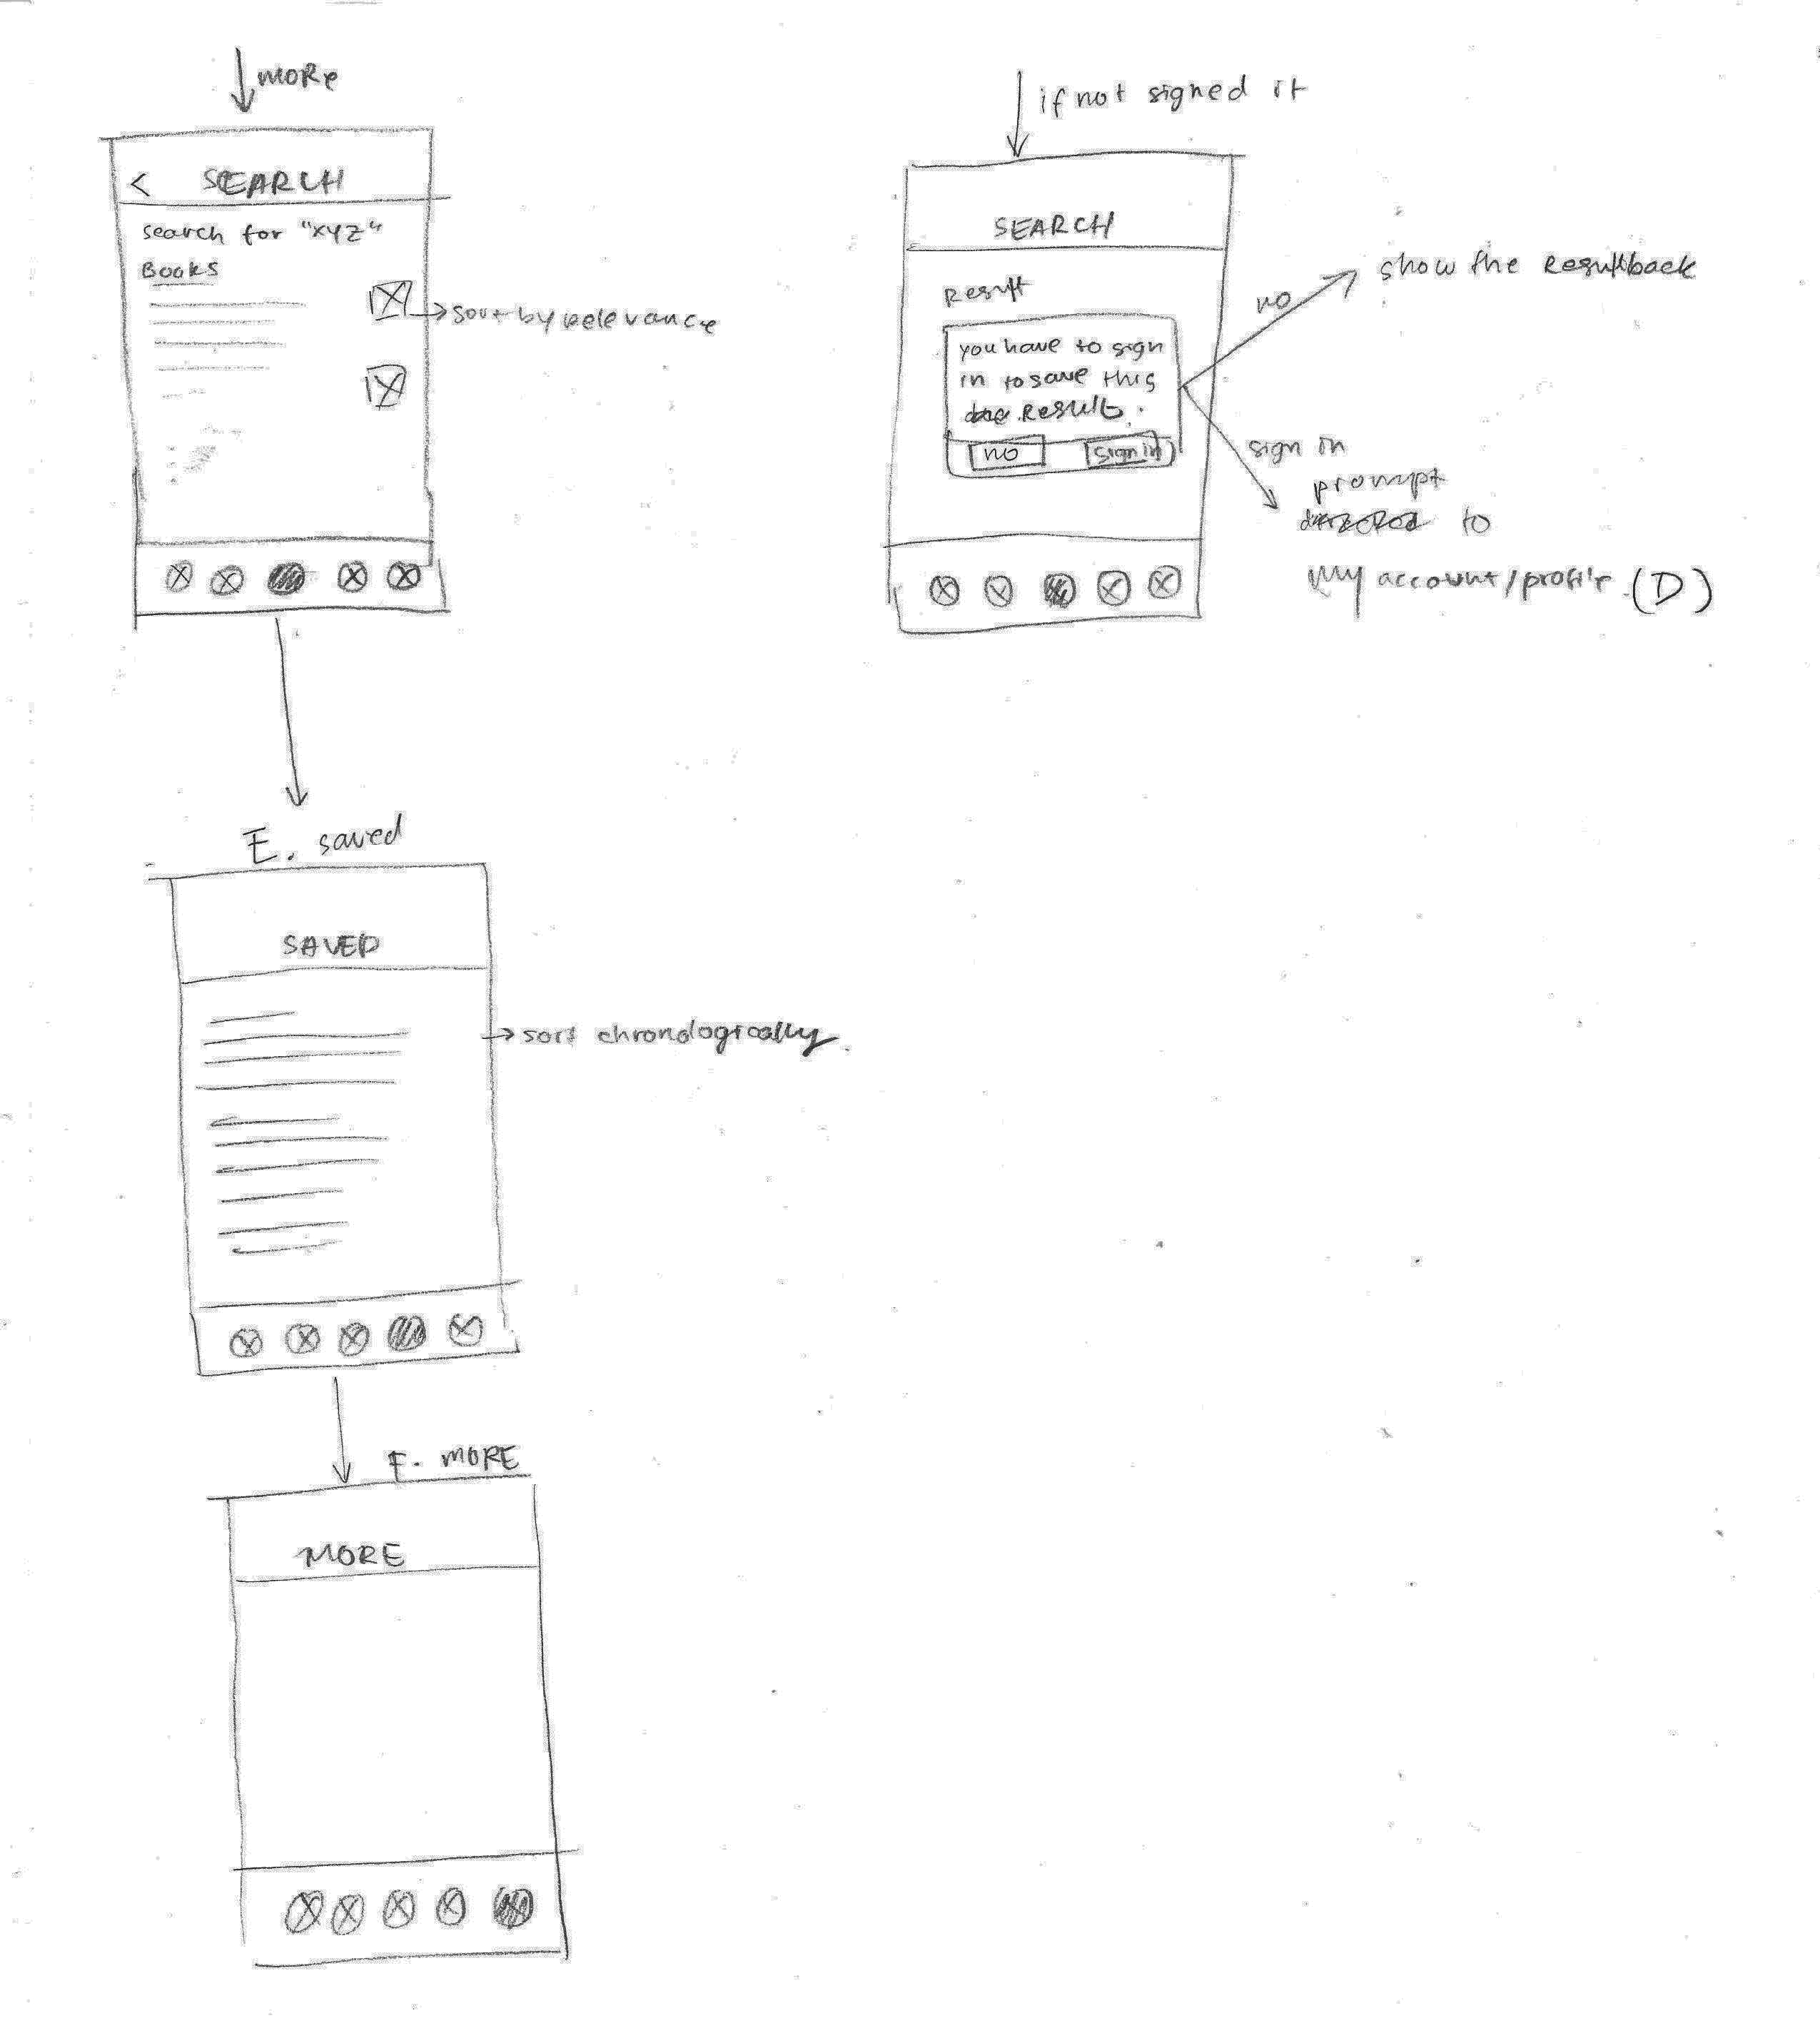 MORE
< SEARCH
search for "XYZ"
BOOKS
sort by relevance
E. saved
SAVED
sort chronologically.
F. MORE
MORE
if not signed it
SEARCH
Result
you have to sign
in to save this
Result.
no
sign in
no
show the Result back
sign in
prompt
to
My account/profile (D)